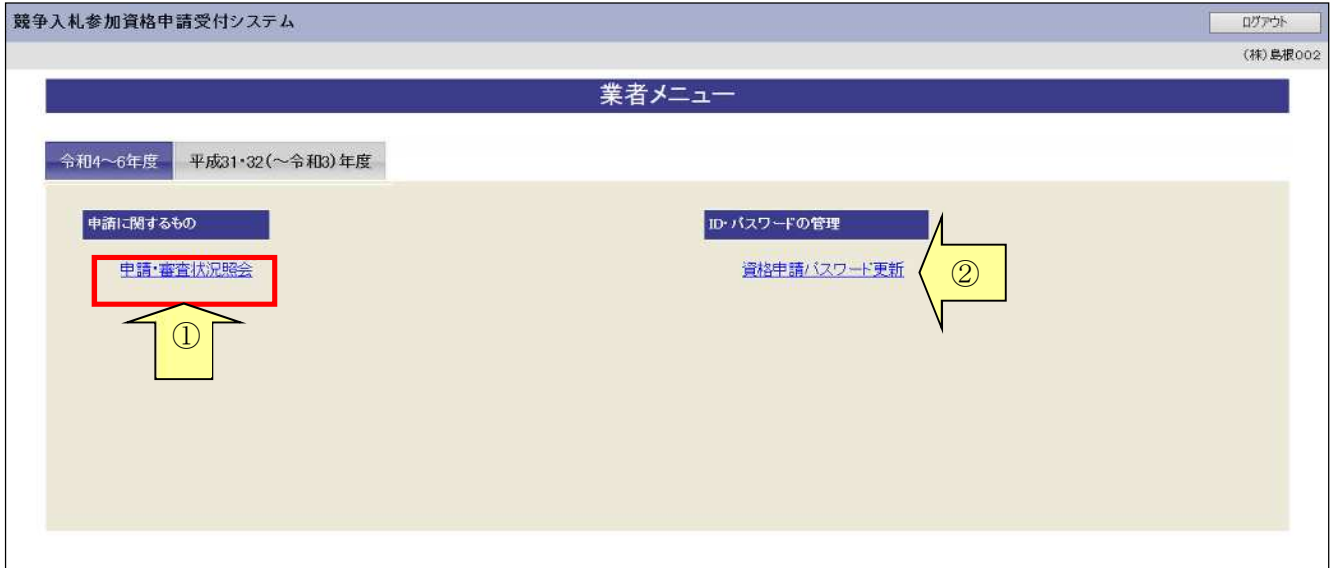 競争入札参加資格申請受付システム
ログアウト
(株)島根002
業者メニュー
令和4～6年度
平成31・32(～令和3)年度
申請に関するもの
ID・パスワードの管理
申請・審査状況照会
資格申請パスワード更新
②
①